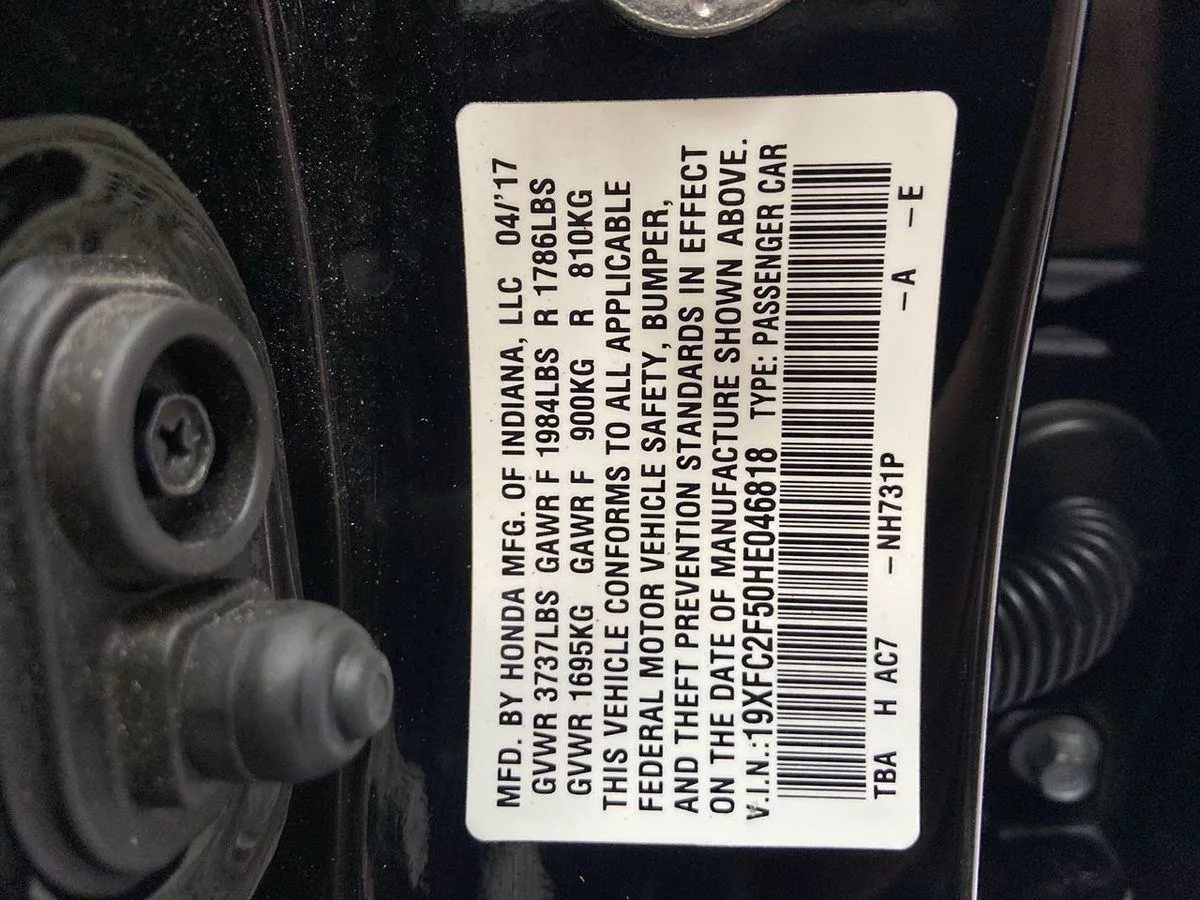 MFD. BY HONDA MFG. OF INDIANA, LLC 04/'17
GVWR 3737LBS GAWR F 1984LBS R 1786LBS
GVWR 1695KG GAWR F 900KG R 810KG
THIS VEHICLE CONFORMS TO ALL APPLICABLE
FEDERAL MOTOR VEHICLE SAFETY, BUMPER,
AND THEFT PREVENTION STANDARDS IN EFFECT
ON THE DATE OF MANUFACTURE SHOWN ABOVE.
V.I.N.:19XFC2F50HE046818 TYPE: PASSENGER CAR
TBA H AC7 –NH731P –A –E